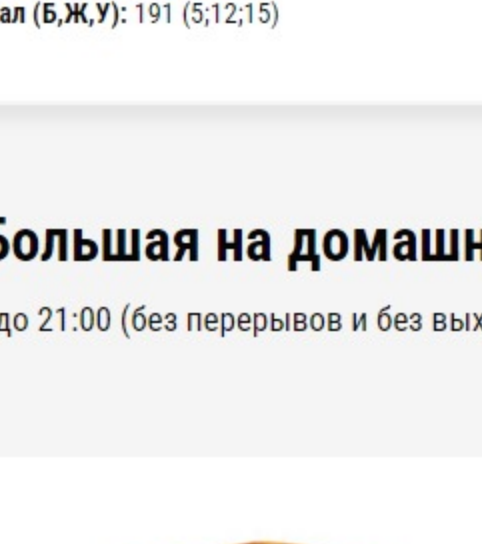 ал (Б,Ж,У): 191 (5;12;15)
Большая на домашн
до 21:00 (без перерывов и без вых